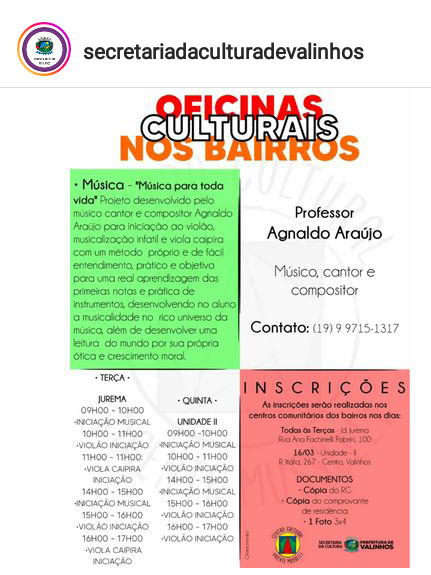 secretariadaculturadevalinhos
OFICINAS
CULTURAIS
NOS BAIRROS
• Música - "Música para toda
vida" Projeto desenvolvido pelo
músico cantor e compositor Agnaldo
Araújo para iniciação ao violão,
musicalização infatil e viola caipira
com um método próprio e de fácil
entendimento, prático e objetivo
para uma real aprendizagem das
primeiras notas e prática de
instrumentos, desenvolvendo no aluno
a musicalidade no rico universo da
música, além de desenvolver uma
leitura do mundo por sua própria
ótica e crescimento moral.
Professor
Agnaldo Araújo
Músico, cantor e
compositor
Contato: (19) 9 9715-1317
• TERÇA •
JUREMA
09H00 - 10H00
•INICIAÇÃO MUSICAL
10H00 - 11H00
•VIOLÃO INICIAÇÃO
11H00 - 11H00:
•VIOLA CAIPIRA
INICIAÇÃO
14H00 - 15H00
•INICIAÇÃO MUSICAL
15H00 - 16H00
•VIOLÃO INICIAÇÃO
16H00 - 17H00
•VIOLA CAIPIRA
INICIAÇÃO
• QUINTA •
UNIDADE II
09H00 -10H00
•INICIAÇÃO MUSICAL
10H00 - 11H00
•VIOLÃO INICIAÇÃO
14H00 - 15H00
•INICIAÇÃO MUSICAL
15H00 - 16H00
•VIOLÃO INICIAÇÃO
16H00 - 17H00
•VIOLÃO INICIAÇÃO
INSCRIÇÕES
As inscrições serão realizadas nos
centros comunitários dos bairros nos dias:
Todas às Terças - Jd. Jurema
Rua Ana Fachinelli Fabrini, 100
16/03 - Unidade - II
R. Itália, 267 - Centro, Valinhos
DOCUMENTOS
• Cópia do RG
• Cópia do comprovante
de residência
• 1 Foto 3x4
CENTRO CULTURAL
VICENTE MUSSELLI
SECRETARIA
DA CULTURA
PREFEITURA DE
VALINHOS